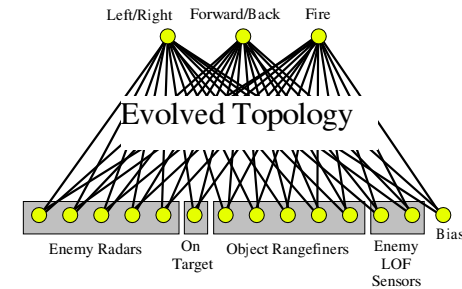 Left/Right Forward/Back Fire
Evolved Topology
Enemy Radars
On
Target
Object Rangefiners
Enemy
LOF
Sensors
Bias